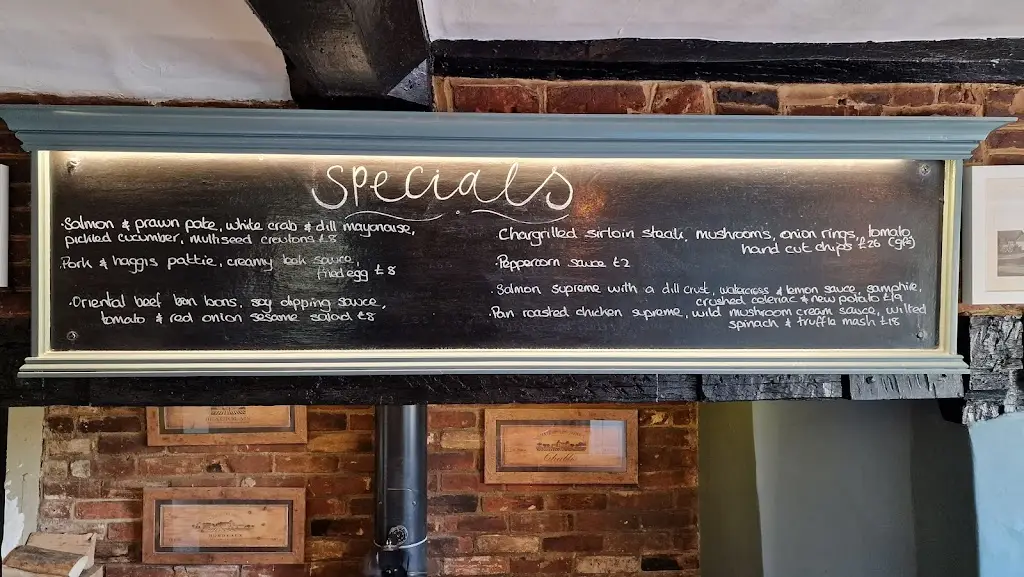 Specials
·Salmon & prawn pate, white crab & dill mayonaise,
pickled cucumber, multiseed croutons £8
·Pork & haggis pattie, creamy leek sauce,
fried egg £8
·Oriental beef bon bons, soy dipping sauce,
tomato & red onion sesame salad £8
Chargrilled sirloin steak, mushrooms, onion rings, tomato,
hand cut chips £26 (gfo)
·Peppercorn sauce £2
·Salmon supreme with a dill crust, watercress & lemon sauce, samphire,
crushed celeriac & new potato £19
·Pan roasted chicken supreme, wild mushroom cream sauce, wilted
spinach & truffle mash £18
Chablis
BORDEAUX